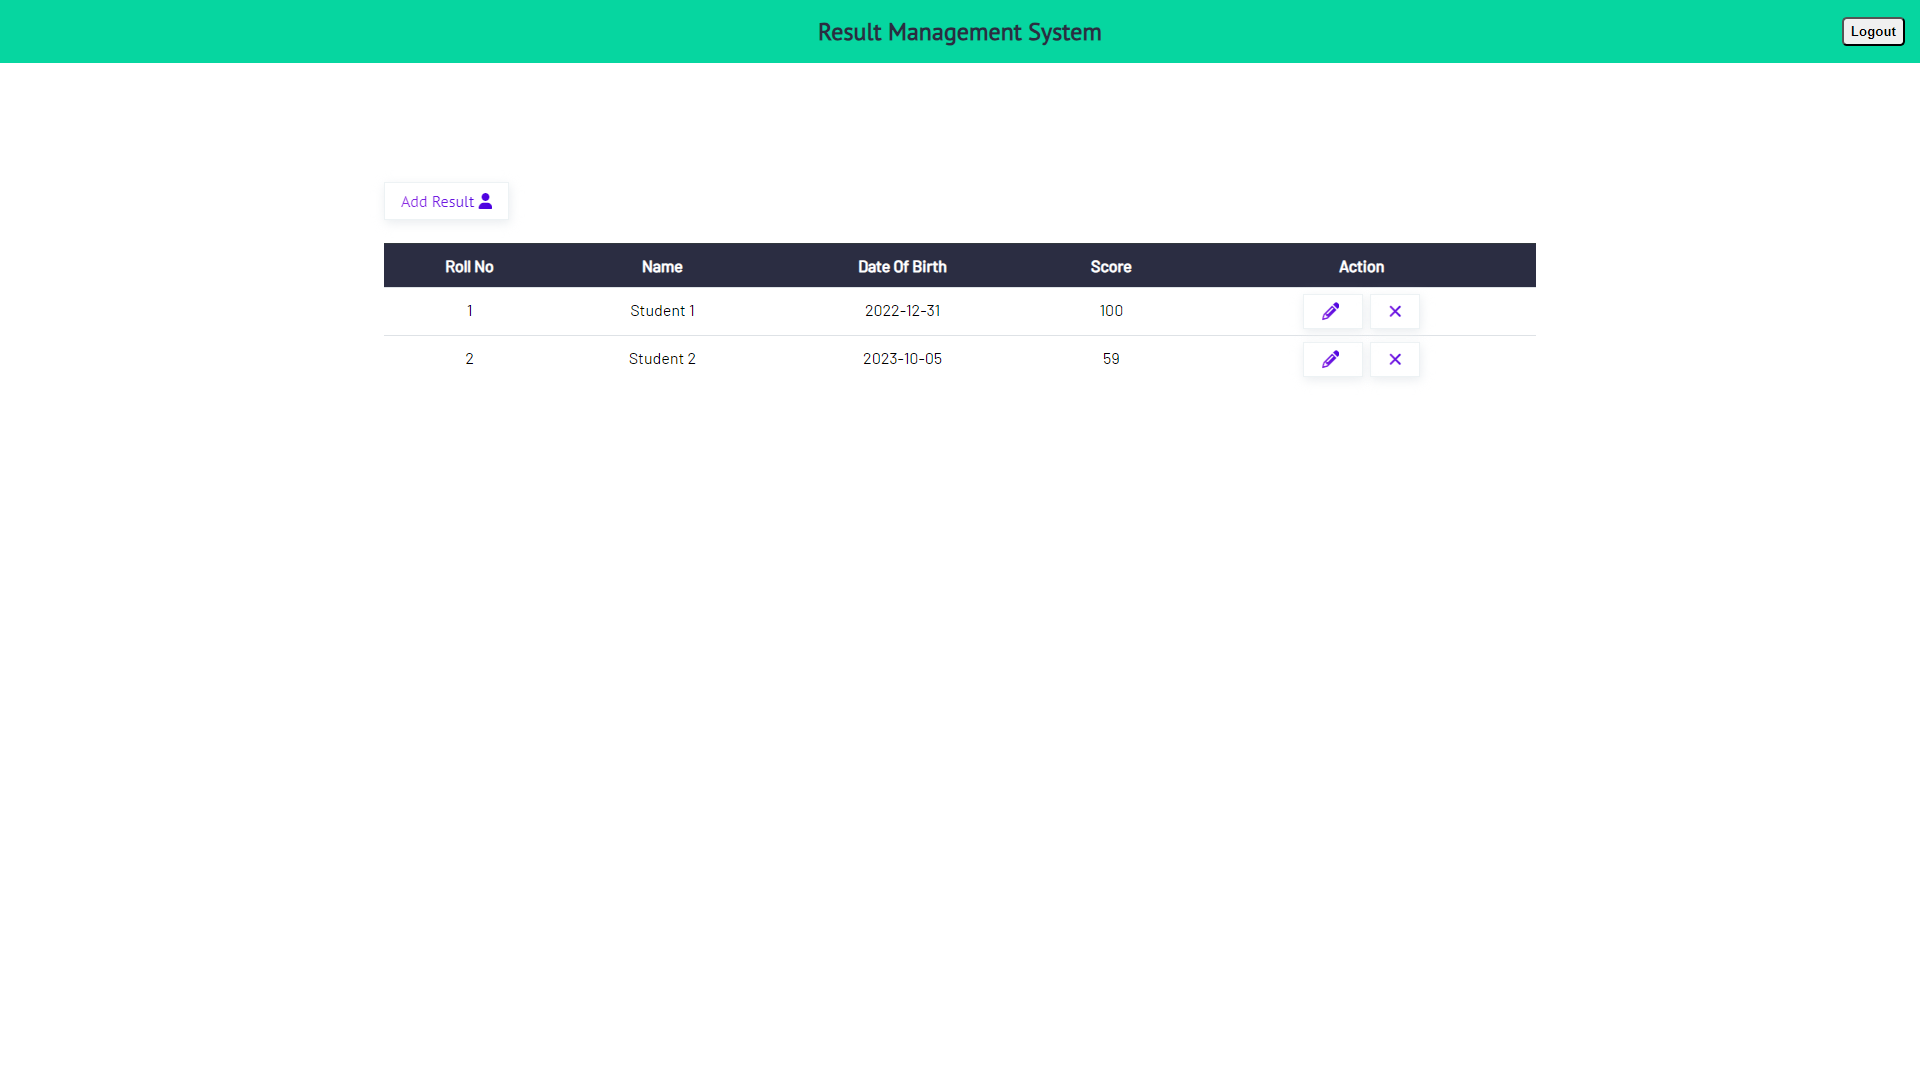 Result Management System
Logout
Add Result
Roll No Name Date Of Birth Score Action
1 Student 1 2022-12-31 100
2 Student 2 2023-10-05 59